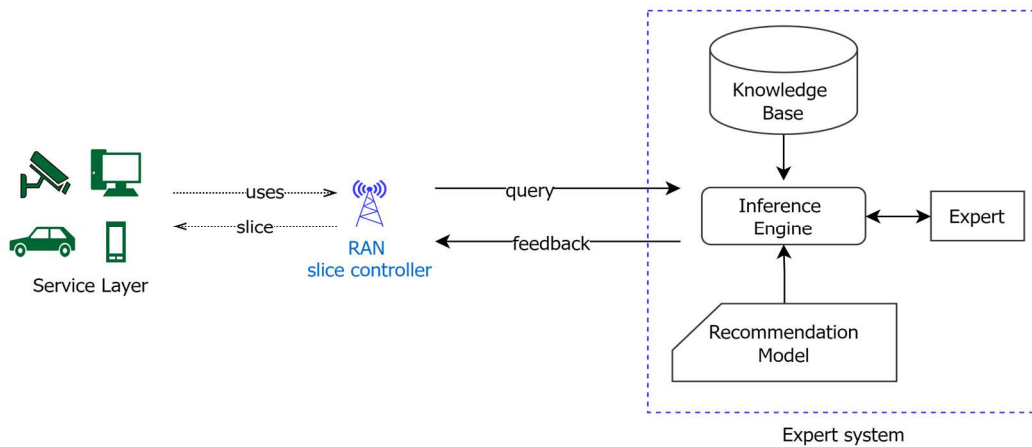 Knowledge
Base
uses
query
Inference
Engine
Expert
slice
feedback
RAN
slice controller
Service Layer
Recommendation
Model
Expert system